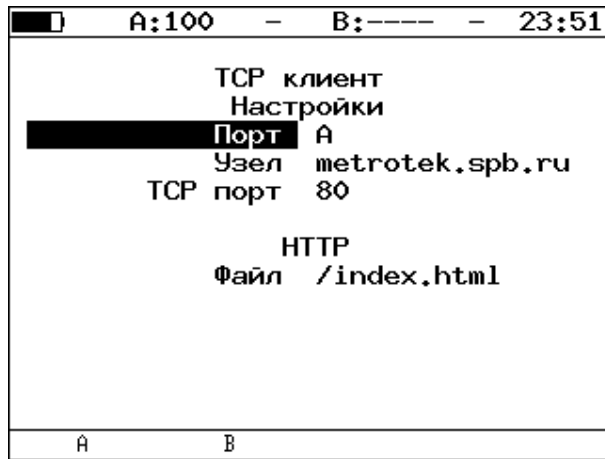 A:100 – B:---- – 23:51
TCP клиент
Настройки
Порт A
Узел metrotek.spb.ru
TCP порт 80
HTTP
Файл /index.html
A B